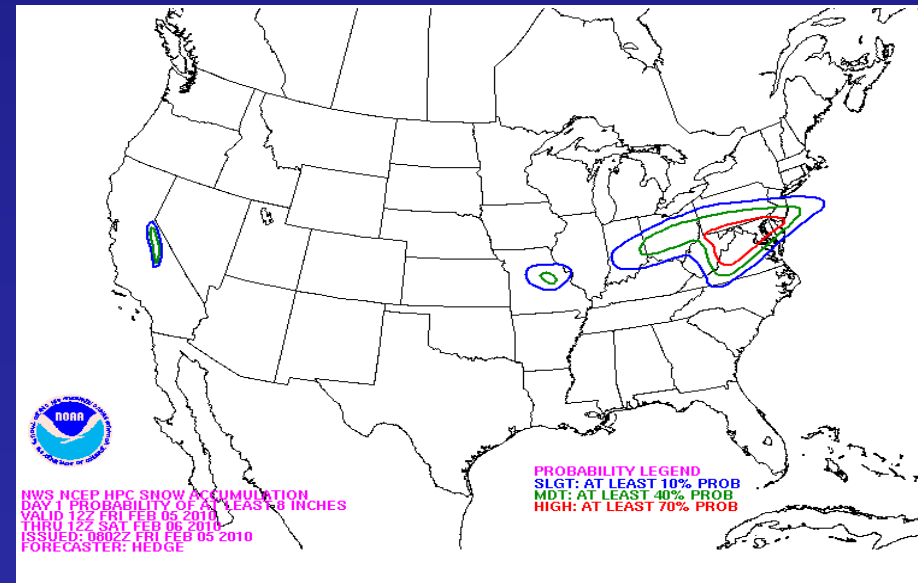 NOAA
NWS NCEP HPC SNOW ACCUMULATION
DAY 1 PROBABILITY OF AT LEAST 8 INCHES
VALID 12Z FRI FEB 05 2010
THRU 12Z SAT FEB 06 2010
ISSUED: 0802Z FRI FEB 05 2010
FORECASTER: HEDGE
PROBABILITY LEGEND
SLGT: AT LEAST 10% PROB
MDT: AT LEAST 40% PROB
HIGH: AT LEAST 70% PROB